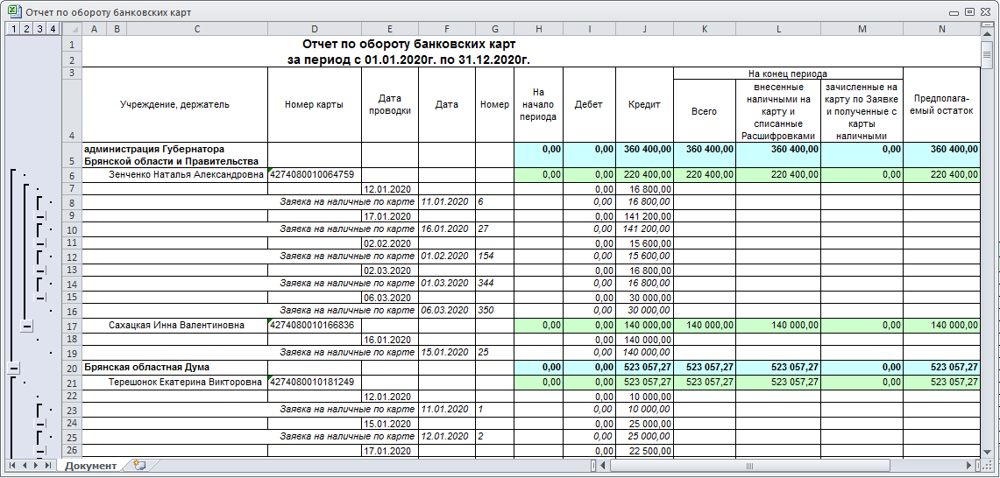 Отчет по обороту банковских карт
1 2 3 4 A B C D E F G H I J K L M N
1 Отчет по обороту банковских карт
2 за период с 01.01.2020г. по 31.12.2020г.
3 На конец периода
4 Учреждение, держатель Номер карты Дата проводки Дата Номер На начало периода Дебет Кредит Всего внесенные наличными на карту и списанные Расшифровками зачисленные на карту по Заявке и полученные с карты наличными Предполага-емый остаток
администрация Губернатора
5 Брянской области и Правительства 0,00 0,00 360 400,00 360 400,00 360 400,00 0,00 360 400,00
6 Зенченко Наталья Александровна 4274080010064759 0,00 0,00 220 400,00 220 400,00 220 400,00 0,00 220 400,00
7 12.01.2020 0,00 16 800,00
8 Заявка на наличные по карте 11.01.2020 6 0,00 16 800,00
9 17.01.2020 0,00 141 200,00
10 Заявка на наличные по карте 16.01.2020 27 0,00 141 200,00
11 02.02.2020 0,00 15 600,00
12 Заявка на наличные по карте 01.02.2020 154 0,00 15 600,00
13 02.03.2020 0,00 16 800,00
14 Заявка на наличные по карте 01.03.2020 344 0,00 16 800,00
15 06.03.2020 0,00 30 000,00
16 Заявка на наличные по карте 06.03.2020 350 0,00 30 000,00
17 Сахацкая Инна Валентиновна 4274080010166836 0,00 0,00 140 000,00 140 000,00 140 000,00 0,00 140 000,00
18 16.01.2020 0,00 140 000,00
19 Заявка на наличные по карте 15.01.2020 25 0,00 140 000,00
20 Брянская областная Дума 0,00 0,00 523 057,27 523 057,27 523 057,27 0,00 523 057,27
21 Терешонок Екатерина Викторовна 4274080010181249 0,00 0,00 523 057,27 523 057,27 523 057,27 0,00 523 057,27
22 12.01.2020 0,00 10 000,00
23 Заявка на наличные по карте 11.01.2020 1 0,00 10 000,00
24 15.01.2020 0,00 25 000,00
25 Заявка на наличные по карте 12.01.2020 2 0,00 25 000,00
26 17.01.2020 0,00 22 500,00
Документ